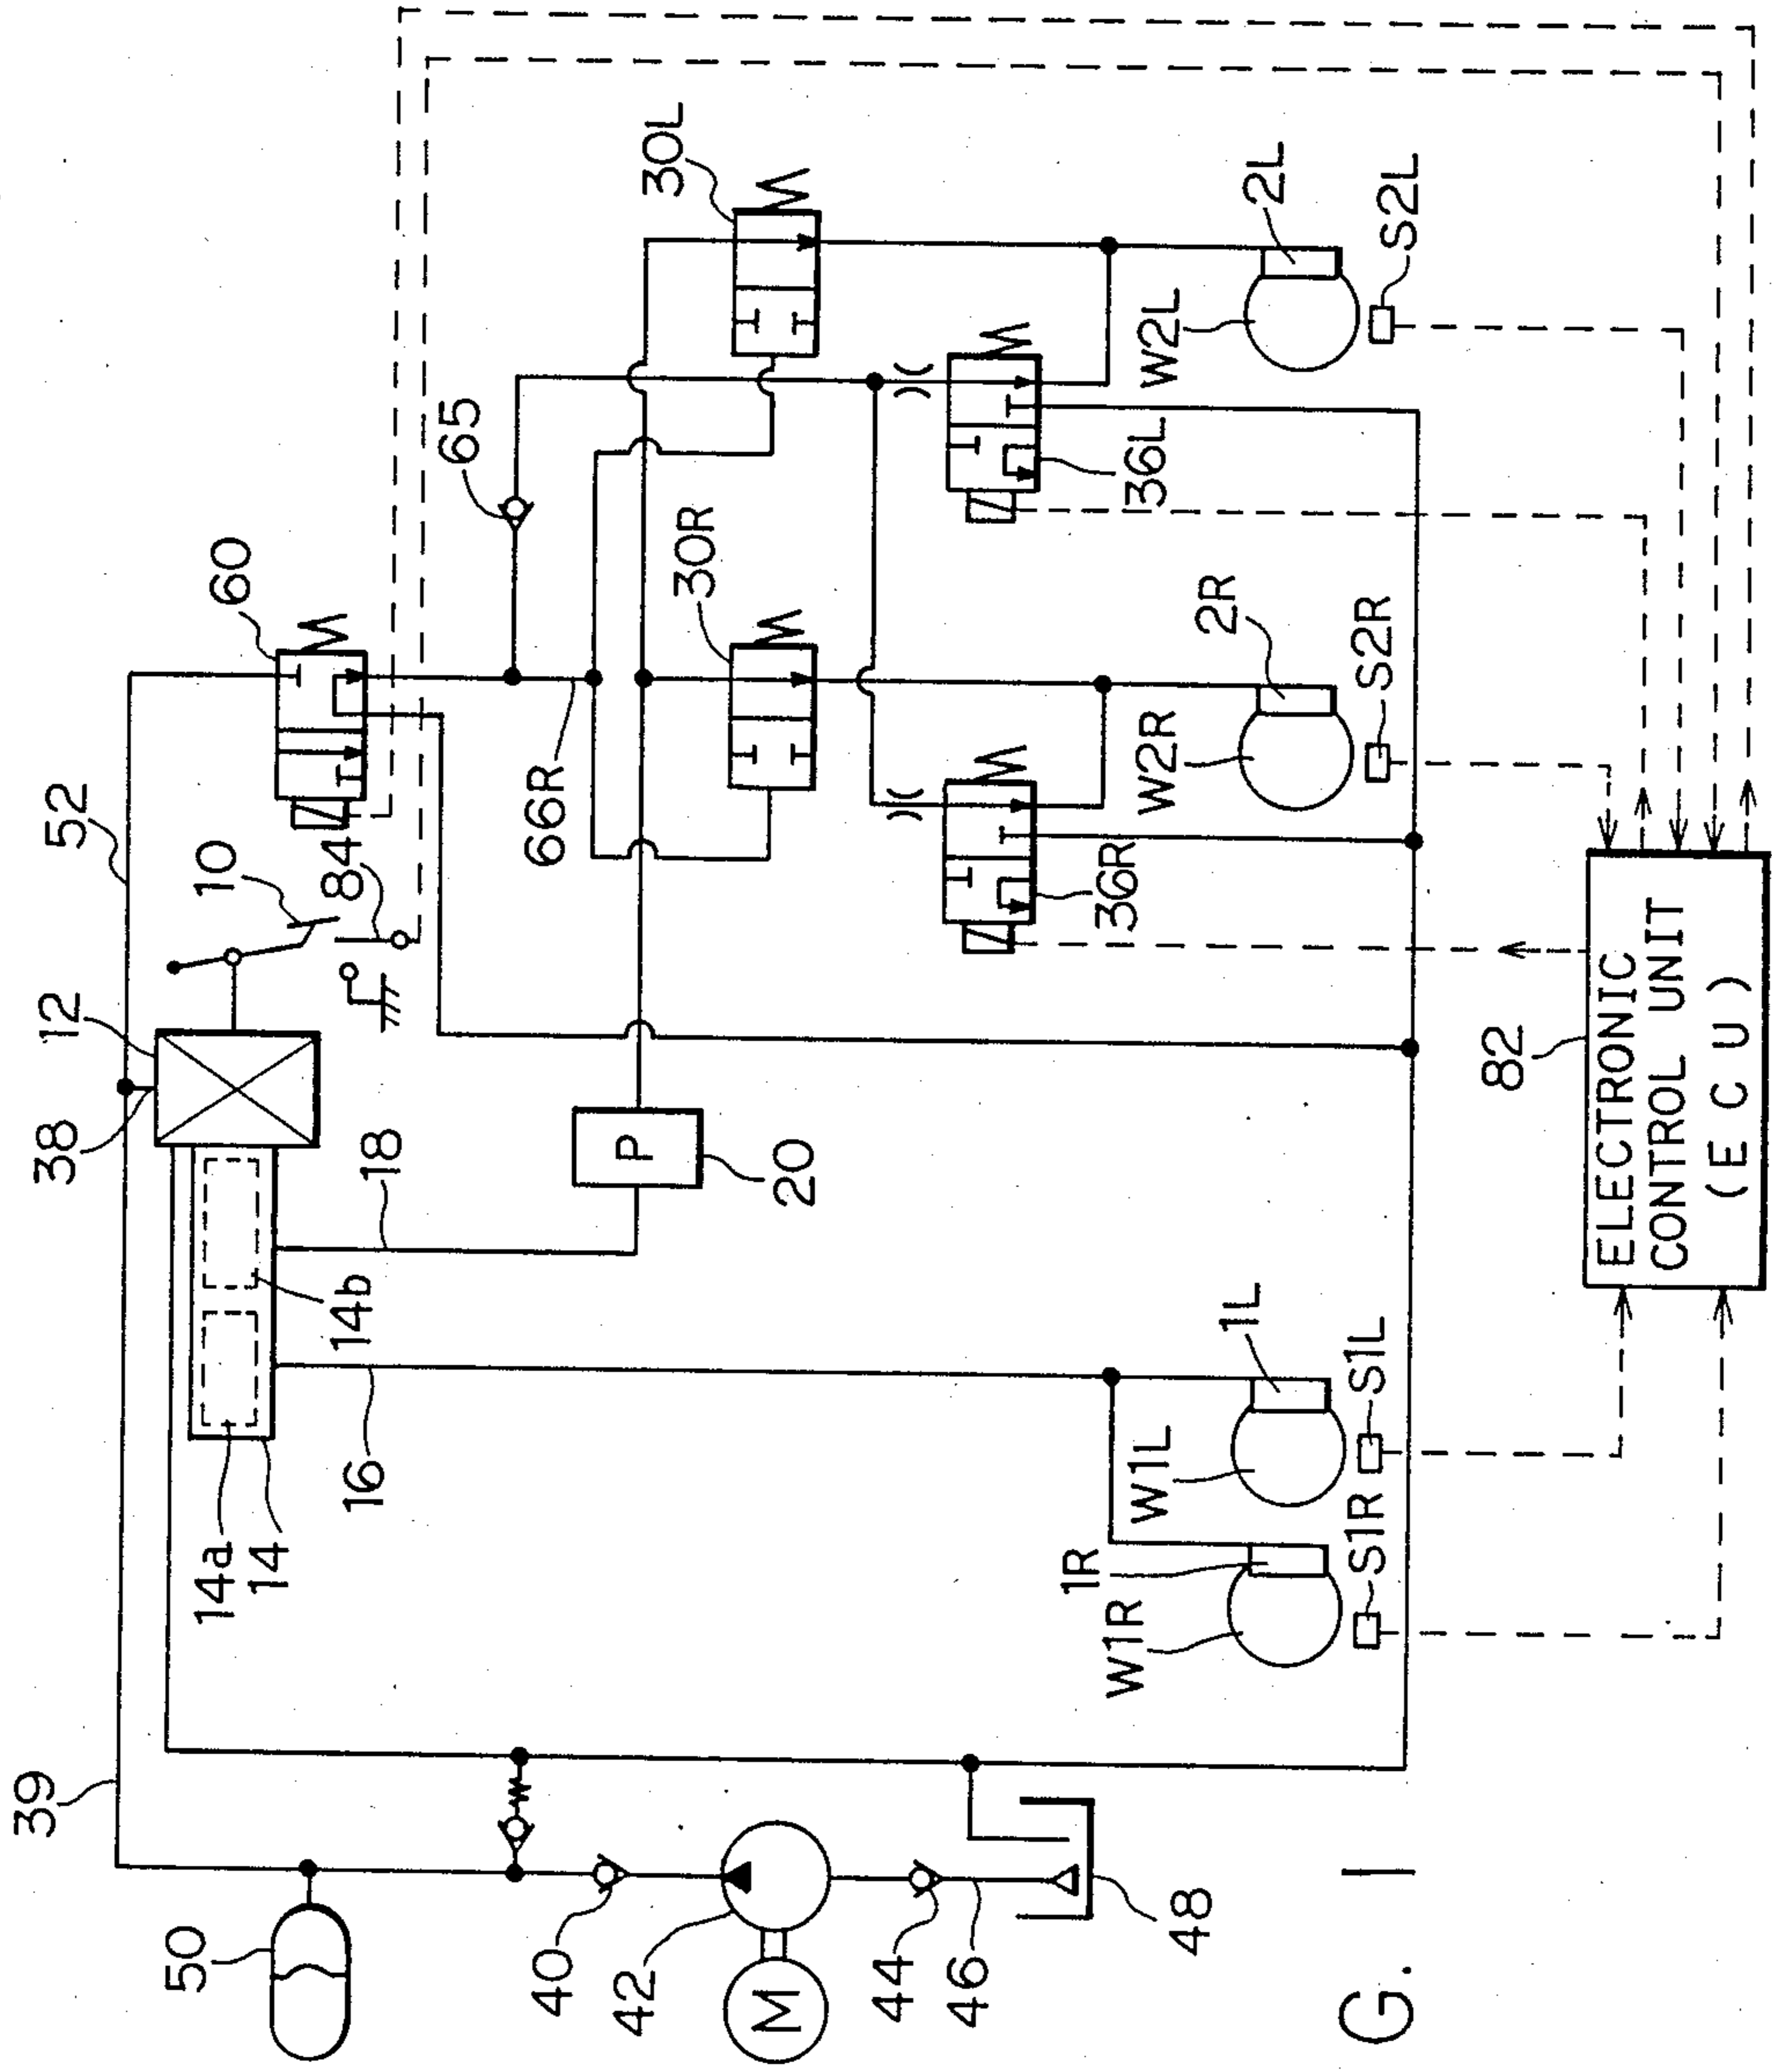 39
38
12
52
50
14a
10
60
14
14b
84
16
18
65
40
66R
42
P
30R
30L
M
20
44
46
W1R
1R
W1L
36R
W2R
36L
W2L
48
1L
2R
2L
S1R
S1L
S2R
S2L
G. 1
82
ELECTRONIC
CONTROL UNIT
(ECU)